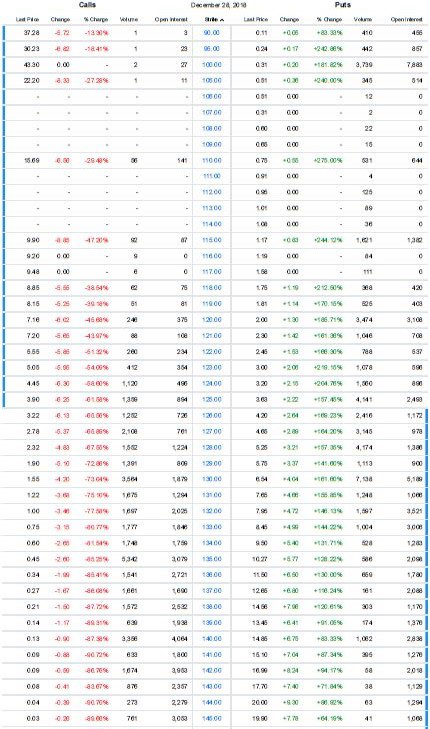 Calls December 28, 2018 Puts
Last Price Change % Change Volume Open Interest Strike Last Price Change % Change Volume Open Interest
37.28 -5.72 -13.30% 1 3 90.00 0.11 +0.05 +83.33% 410 455
30.23 -6.82 -18.41% 1 23 95.00 0.24 +0.17 +242.86% 442 857
43.30 0.00 - 2 27 100.00 0.31 +0.20 +181.82% 3,739 7,883
22.20 -8.33 -27.28% 1 11 105.00 0.51 +0.36 +240.00% 345 514
- - - - - 106.00 0.51 0.00 - 12 0
- - - - - 107.00 0.31 0.00 - 2 0
- - - - - 108.00 0.60 0.00 - 22 0
- - - - - 109.00 0.65 0.00 - 15 0
15.69 -6.56 -29.48% 56 141 110.00 0.75 +0.55 +275.00% 531 644
- - - - - 111.00 0.91 0.00 - 4 0
- - - - - 112.00 0.95 0.00 - 125 0
- - - - - 113.00 1.01 0.00 - 89 0
- - - - - 114.00 1.08 0.00 - 36 0
9.90 -8.85 -47.20% 92 87 115.00 1.17 +0.83 +244.12% 1,621 1,382
9.20 0.00 - 9 0 116.00 1.19 0.00 - 84 0
9.48 0.00 - 6 0 117.00 1.58 0.00 - 111 0
8.85 -5.55 -38.54% 62 75 118.00 1.75 +1.19 +212.50% 368 420
8.15 -5.25 -39.18% 51 81 119.00 1.81 +1.14 +170.15% 525 403
7.16 -6.02 -45.68% 246 375 120.00 2.00 +1.30 +185.71% 3,474 3,108
7.20 -5.65 -43.97% 88 108 121.00 2.30 +1.42 +161.36% 1,046 708
5.55 -5.85 -51.32% 260 234 122.00 2.45 +1.53 +166.30% 788 537
5.05 -5.95 -54.09% 412 354 123.00 3.00 +2.06 +219.15% 1,078 596
4.45 -6.30 -58.60% 1,120 496 124.00 3.20 +2.15 +204.76% 1,560 896
3.90 -6.25 -61.58% 1,359 894 125.00 3.63 +2.22 +157.45% 4,141 2,493
3.22 -6.13 -65.56% 1,252 726 126.00 4.20 +2.64 +169.23% 2,416 1,172
2.78 -5.37 -65.89% 2,108 761 127.00 4.65 +2.89 +164.20% 3,145 978
2.32 -4.83 -67.55% 1,552 1,224 128.00 5.25 +3.21 +157.35% 4,174 1,386
1.90 -5.10 -72.86% 1,391 809 129.00 5.75 +3.37 +141.60% 1,113 900
1.55 -4.20 -73.04% 3,564 1,879 130.00 6.54 +4.04 +161.60% 7,138 5,189
1.22 -3.68 -75.10% 1,675 1,294 131.00 7.65 +4.66 +155.85% 1,248 1,066
1.00 -3.46 -77.58% 1,697 2,025 132.00 7.95 +4.72 +146.13% 1,597 3,521
0.75 -3.15 -80.77% 1,777 1,846 133.00 8.45 +4.99 +144.22% 1,004 3,006
0.60 -2.65 -81.54% 1,748 1,759 134.00 9.50 +5.40 +131.71% 528 1,283
0.45 -2.60 -85.25% 5,342 3,079 135.00 10.27 +5.77 +128.22% 586 2,098
0.34 -1.99 -85.41% 1,541 2,721 136.00 11.50 +6.50 +130.00% 659 1,780
0.27 -1.67 -86.08% 1,661 1,690 137.00 12.65 +6.80 +116.24% 161 2,088
0.21 -1.50 -87.72% 1,572 2,532 138.00 14.56 +7.96 +120.61% 303 1,170
0.14 -1.17 -89.31% 639 1,938 139.00 13.45 +6.41 +91.05% 174 1,376
0.13 -0.90 -87.38% 3,356 4,064 140.00 14.85 +6.75 +83.33% 1,062 2,838
0.09 -0.88 -90.72% 633 1,800 141.00 15.10 +7.04 +87.34% 395 1,276
0.09 -0.59 -86.76% 1,674 3,953 142.00 16.99 +8.24 +94.17% 58 2,018
0.08 -0.41 -83.67% 876 2,357 143.00 17.70 +7.40 +71.84% 38 1,129
0.04 -0.39 -90.70% 273 2,279 144.00 20.00 +9.30 +86.92% 63 1,294
0.03 -0.26 -89.66% 761 3,053 145.00 19.90 +7.78 +64.19% 41 1,068